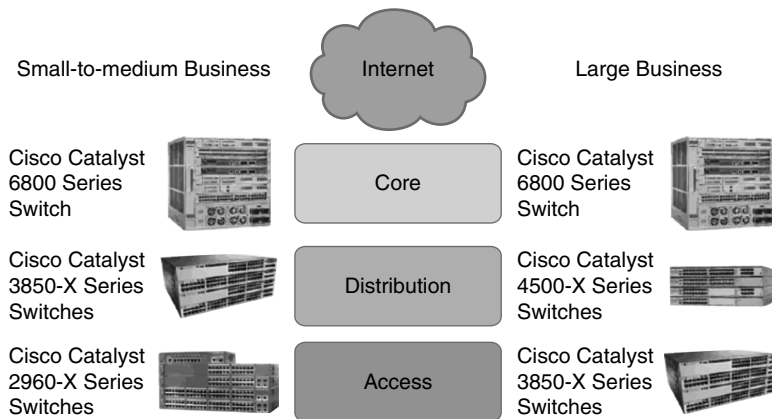 Small-to-medium Business
Internet
Large Business
Cisco Catalyst
6800 Series
Switch
Core
Cisco Catalyst
6800 Series
Switch
Cisco Catalyst
3850-X Series
Switches
Distribution
Cisco Catalyst
4500-X Series
Switches
Cisco Catalyst
2960-X Series
Switches
Access
Cisco Catalyst
3850-X Series
Switches